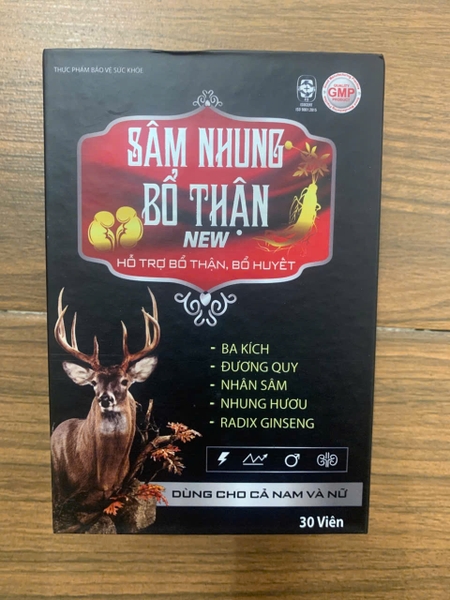 THỰC PHẨM BẢO VỆ SỨC KHỎE
GMP
SÂM NHUNG
BỔ THẬN
NEW
HỖ TRỢ BỔ THẬN, BỔ HUYẾT
- BA KÍCH
- ĐƯƠNG QUY
- NHÂN SÂM
- NHUNG HƯƠU
- RADIX GINSENG
DÙNG CHO CẢ NAM VÀ NỮ
30 Viên